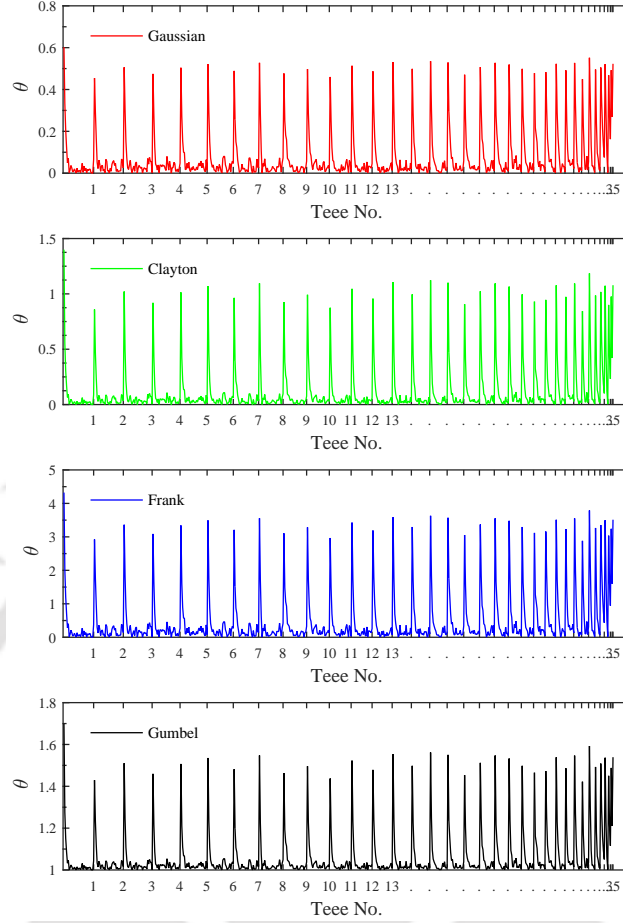 0.8
Gaussian
0.6
0.4
θ
0.2
0
1 2 3 4 5 6 7 8 9 10 11 12 13 . . . . . . . . . . . . . . . . . . . . 35
Teee No.
1.5
Clayton
1
θ
0.5
0
1 2 3 4 5 6 7 8 9 10 11 12 13 . . . . . . . . . . . . . . . . . . . . 35
Teee No.
5
Frank
4
3
θ
2
1
0
1 2 3 4 5 6 7 8 9 10 11 12 13 . . . . . . . . . . . . . . . . . . . . 35
Teee No.
1.8
Gumbel
1.6
1.4
θ
1.2
1
1 2 3 4 5 6 7 8 9 10 11 12 13 . . . . . . . . . . . . . . . . . . . . 35
Teee No.